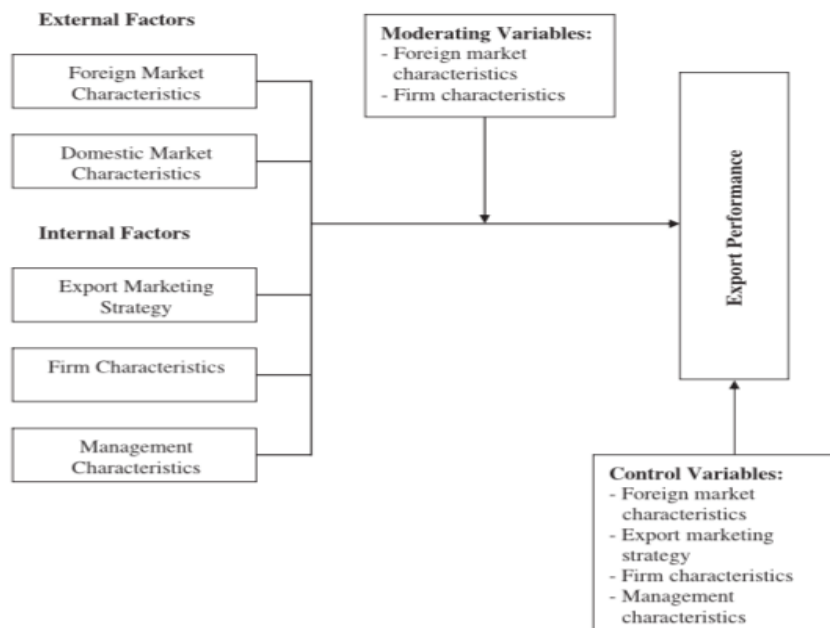 External Factors
Foreign Market
Characteristics
Domestic Market
Characteristics
Internal Factors
Export Marketing
Strategy
Firm Characteristics
Management
Characteristics
Moderating Variables:
- Foreign market
characteristics
- Firm characteristics
Export Performance
Control Variables:
- Foreign market
characteristics
- Export marketing
strategy
- Firm characteristics
- Management
characteristics